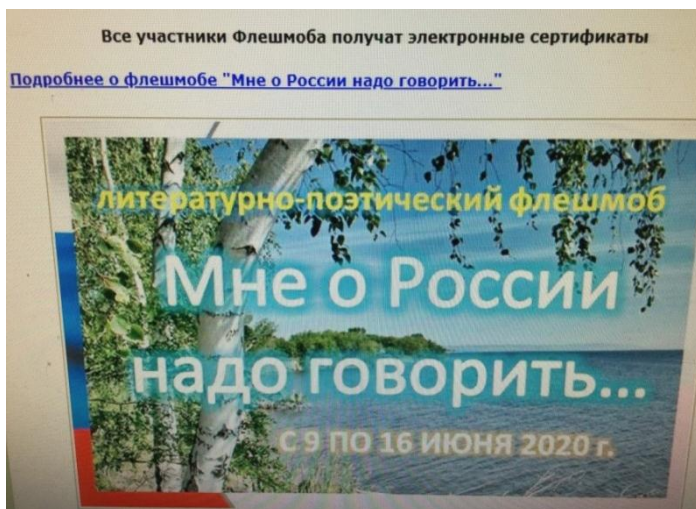 Все участники Флешмоба получат электронные сертификаты
Подробнее о флешмобе "Мне о России надо говорить..."
литературно-поэтический флешмоб
Мне о России
надо говорить...
С 9 ПО 16 ИЮНЯ 2020 г.